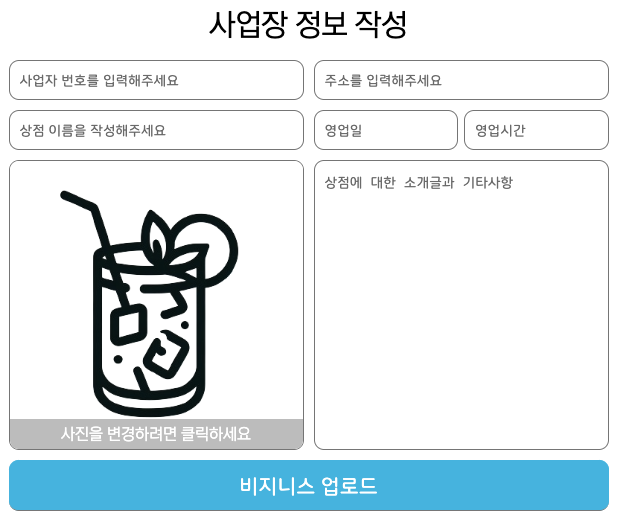 사업장 정보 작성
사업자 번호를 입력해주세요
주소를 입력해주세요
상점 이름을 작성해주세요
영업일
영업시간
상점에 대한 소개글과 기타사항
사진을 변경하려면 클릭하세요
비지니스 업로드